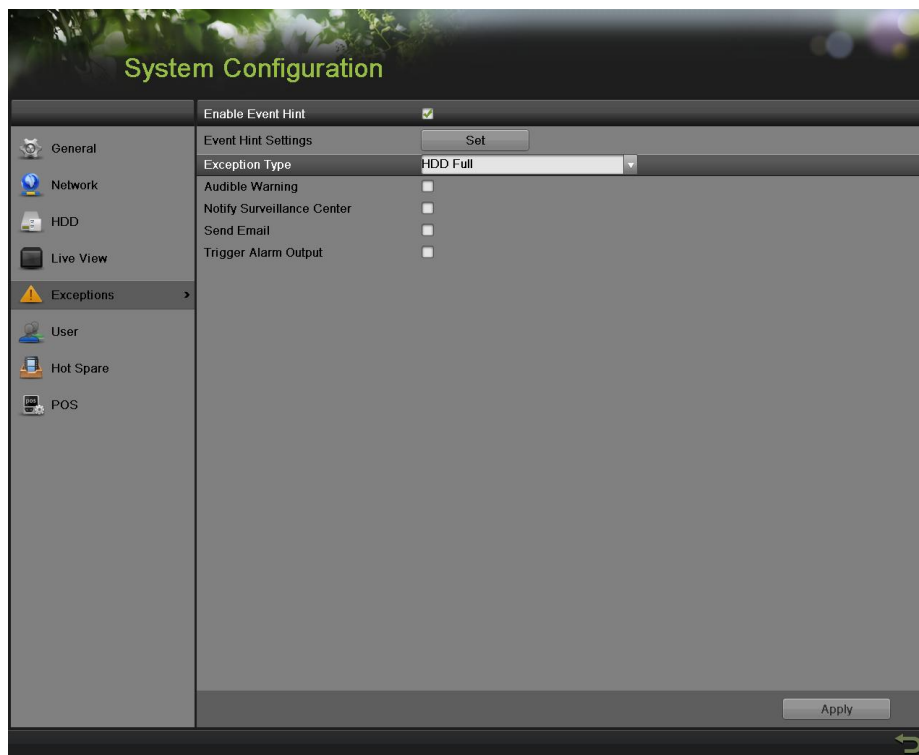 System Configuration
General
Network
HDD
Live View
Exceptions
User
Hot Spare
POS
Enable Event Hint
Event Hint Settings Set
Exception Type HDD Full
Audible Warning
Notify Surveillance Center
Send Email
Trigger Alarm Output
Apply